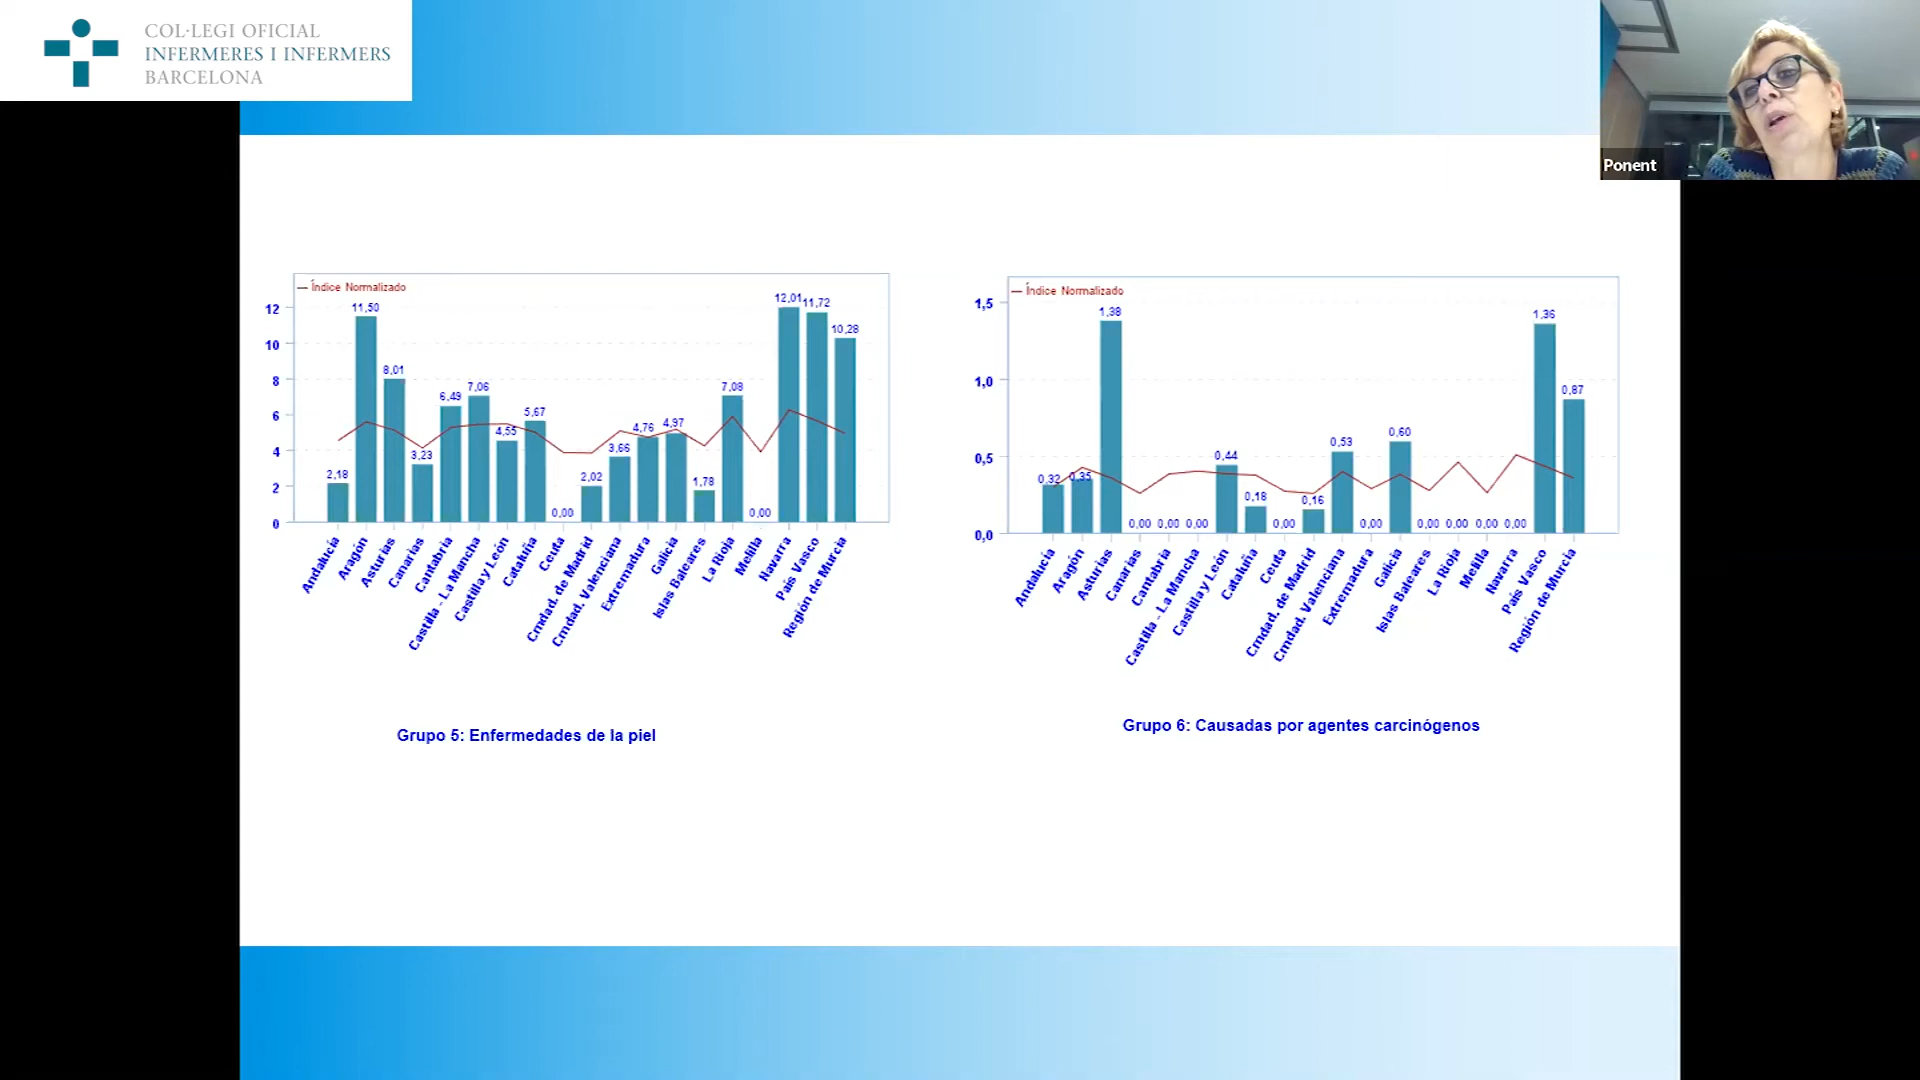 COL·LEGI OFICIAL
INFERMERES I INFERMERS
BARCELONA
Ponent
Índice Normalizado
12
10
8
6
4
2
0
2,18
11,50
8,01
3,23
6,49
7,06
4,55
5,67
0,00
2,02
3,66
4,76
4,97
1,78
7,08
0,00
12,01
11,72
10,28
Andalucía
Aragón
Asturias
Canarias
Cantabria
Castilla - La Mancha
Castilla y León
Cataluña
Ceuta
Cmdad. de Madrid
Cmdad. Valenciana
Extremadura
Galicia
Islas Baleares
La Rioja
Melilla
Navarra
País Vasco
Región de Murcia
Grupo 5: Enfermedades de la piel
Índice Normalizado
1,5
1,0
0,5
0,0
0,32
0,35
1,38
0,00
0,00
0,00
0,44
0,18
0,00
0,16
0,53
0,00
0,60
0,00
0,00
0,00
0,00
1,36
0,87
Andalucía
Aragón
Asturias
Canarias
Cantabria
Castilla - La Mancha
Castilla y León
Cataluña
Ceuta
Cmdad. de Madrid
Cmdad. Valenciana
Extremadura
Galicia
Islas Baleares
La Rioja
Melilla
Navarra
País Vasco
Región de Murcia
Grupo 6: Causadas por agentes carcinógenos